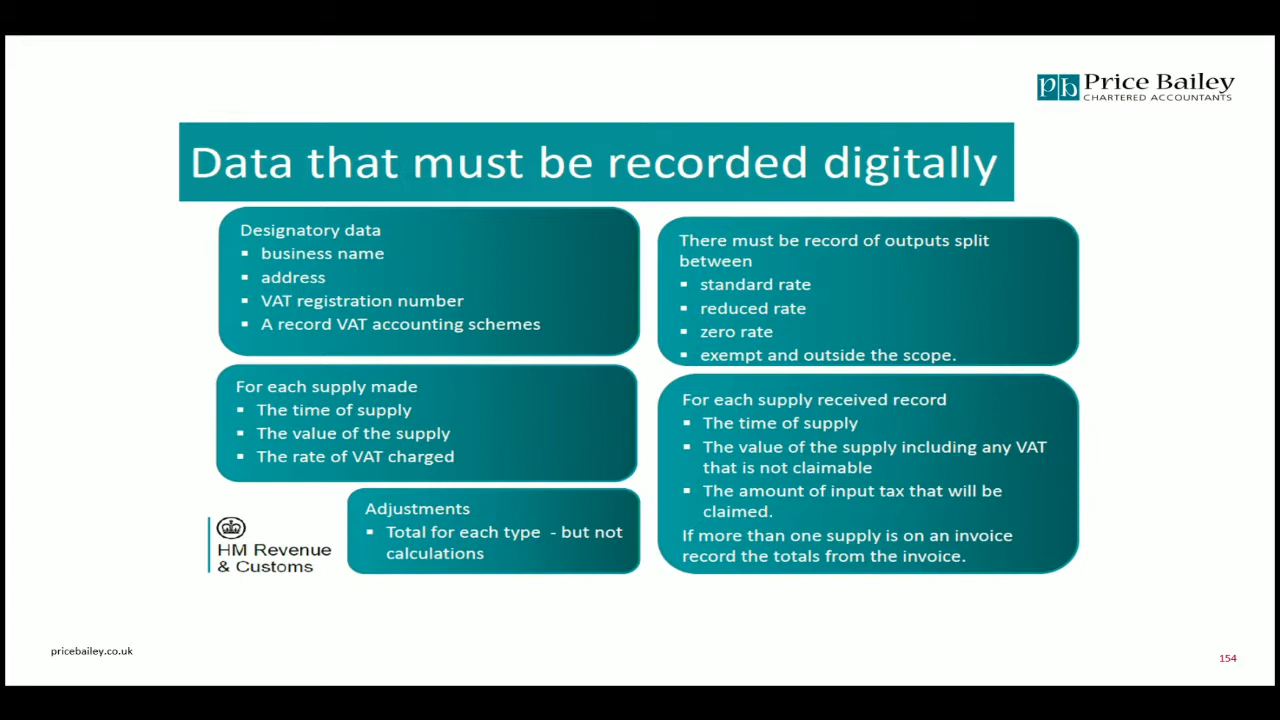 pb Price Bailey
CHARTERED ACCOUNTANTS
Data that must be recorded digitally
Designatory data
▪ business name
▪ address
▪ VAT registration number
▪ A record VAT accounting schemes
There must be record of outputs split
between
▪ standard rate
▪ reduced rate
▪ zero rate
▪ exempt and outside the scope.
For each supply made
▪ The time of supply
▪ The value of the supply
▪ The rate of VAT charged
For each supply received record
▪ The time of supply
▪ The value of the supply including any VAT
that is not claimable
▪ The amount of input tax that will be
claimed.
If more than one supply is on an invoice
record the totals from the invoice.
Adjustments
▪ Total for each type - but not
calculations
HM Revenue
& Customs
pricebailey.co.uk
154